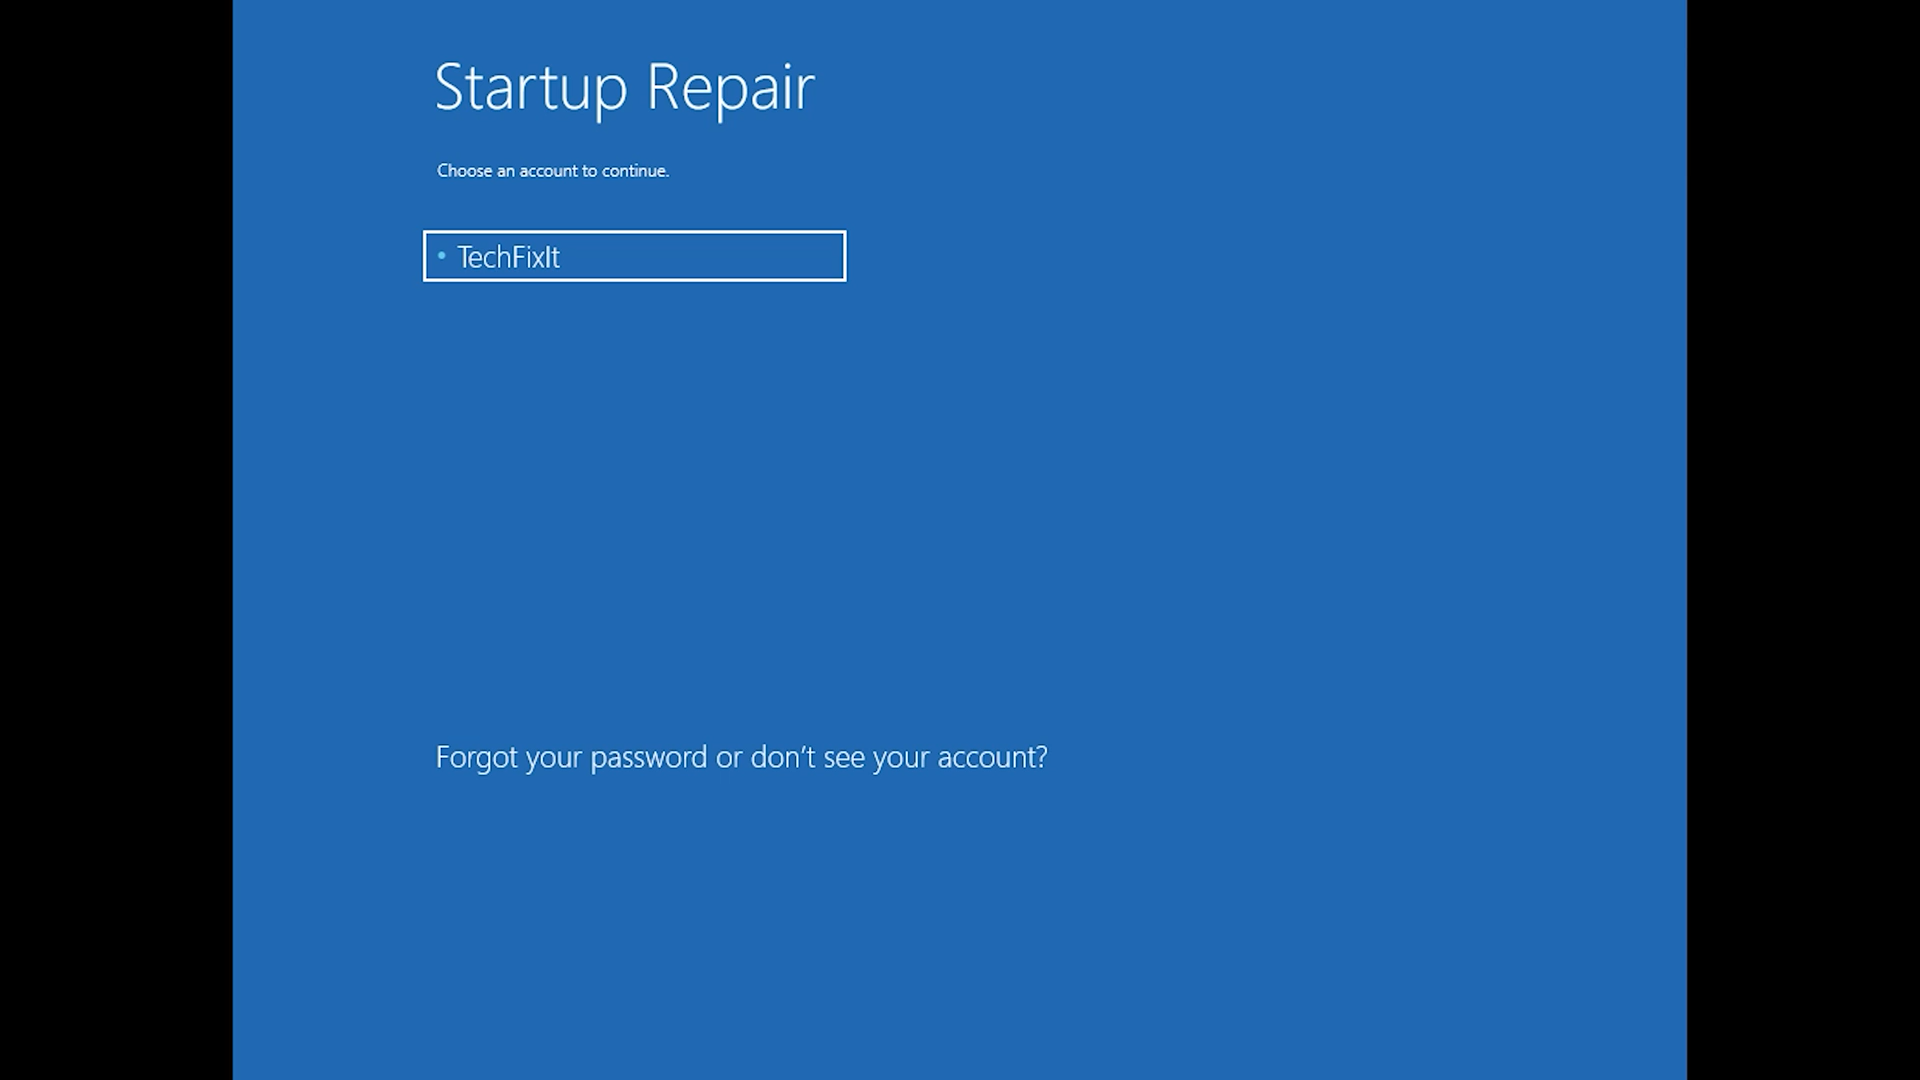 Startup Repair
Choose an account to continue.
TechFixIt
Forgot your password or don't see your account?